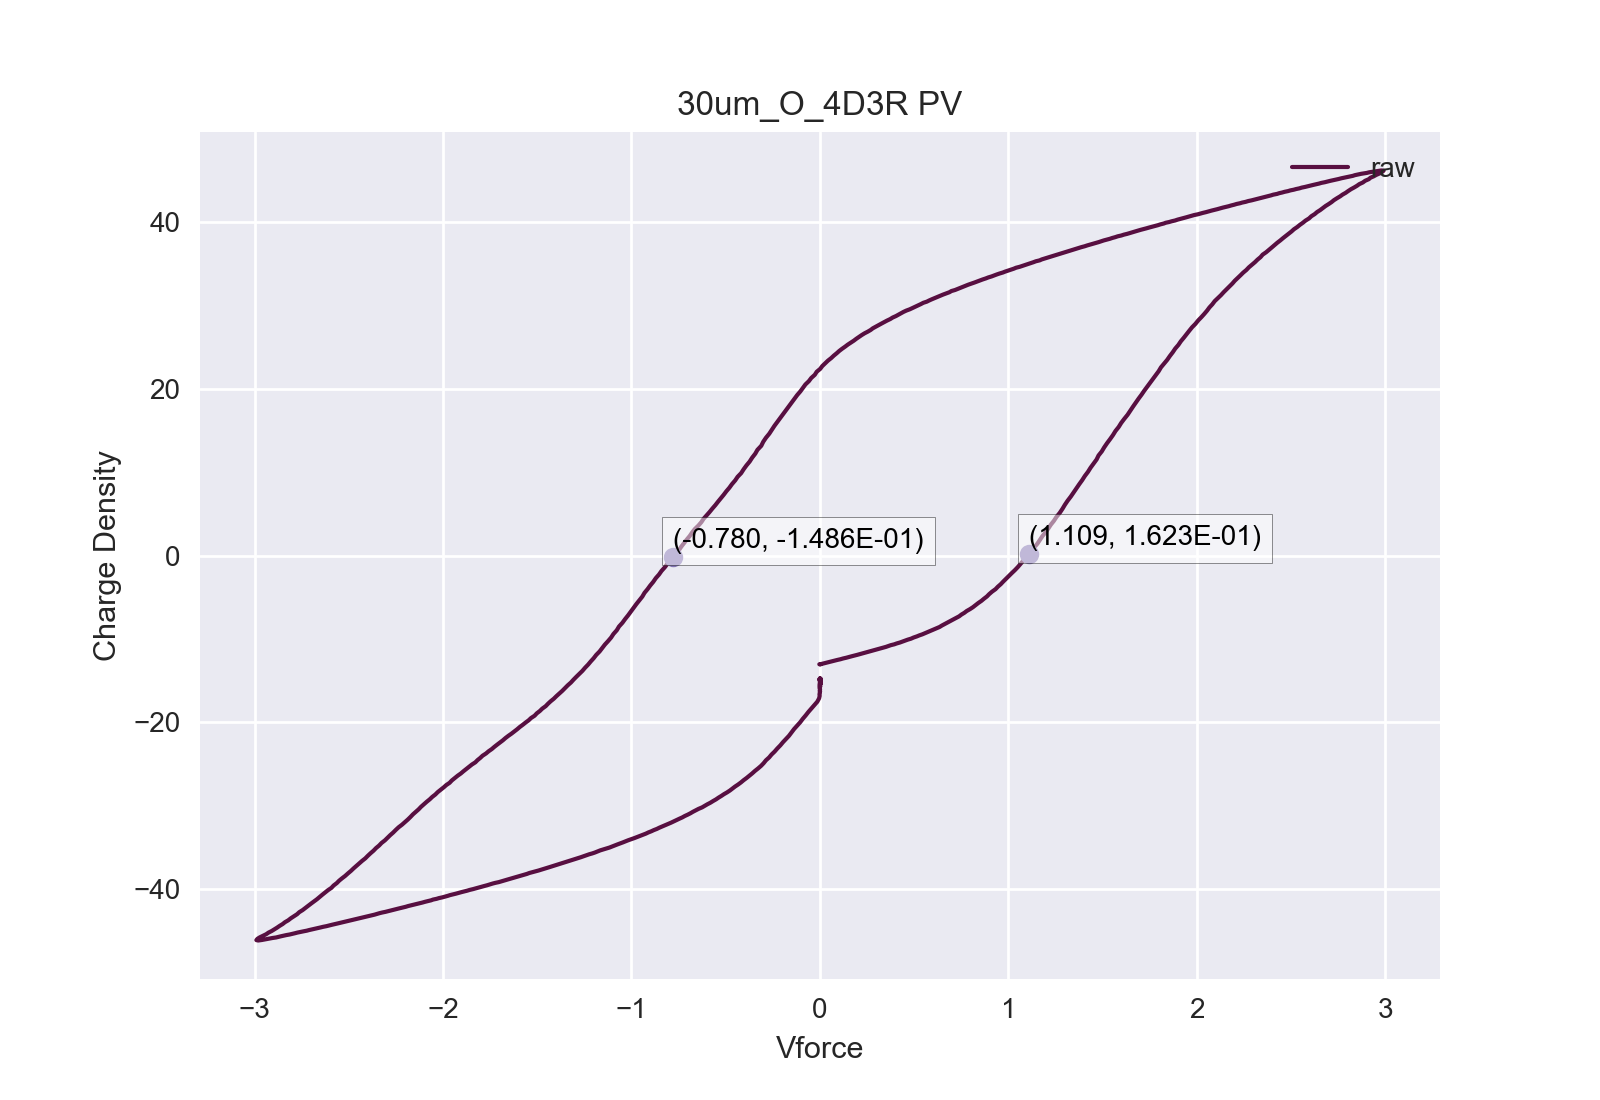 30um_O_4D3R PV
raw
40
20
0
−20
−40
Charge Density
(-0.780, -1.486E-01)
(1.109, 1.623E-01)
−3 −2 −1 0 1 2 3
Vforce